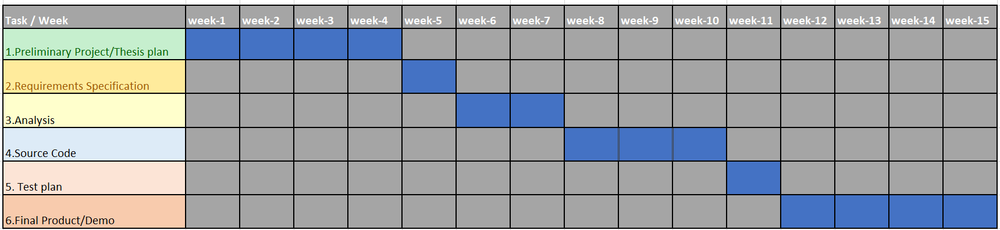 Task / Week week-1 week-2 week-3 week-4 week-5 week-6 week-7 week-8 week-9 week-10 week-11 week-12 week-13 week-14 week-15
1.Preliminary Project/Thesis plan
2.Requirements Specification
3.Analysis
4.Source Code
5. Test plan
6.Final Product/Demo